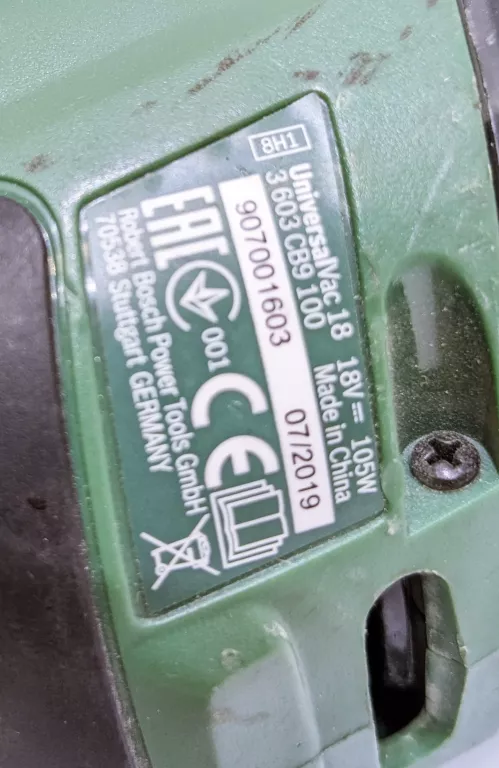 8H1
UniversalVac 18 18V⎓ 105W
3 603 CB9 100 Made in China
907001603 07/2019
EAC 001 CE
Robert Bosch Power Tools GmbH
70538 Stuttgart GERMANY